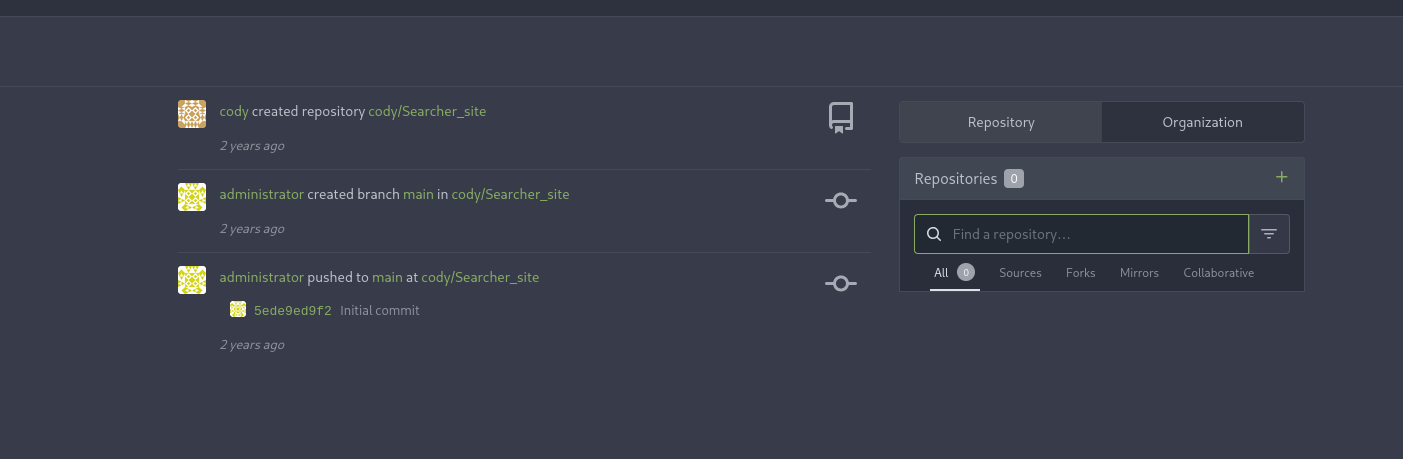 cody created repository cody/Searcher_site
2 years ago
administrator created branch main in cody/Searcher_site
2 years ago
administrator pushed to main at cody/Searcher_site
5ede9ed9f2 Initial commit
2 years ago
Repository Organization
Repositories 0 +
Find a repository...
All 0 Sources Forks Mirrors Collaborative